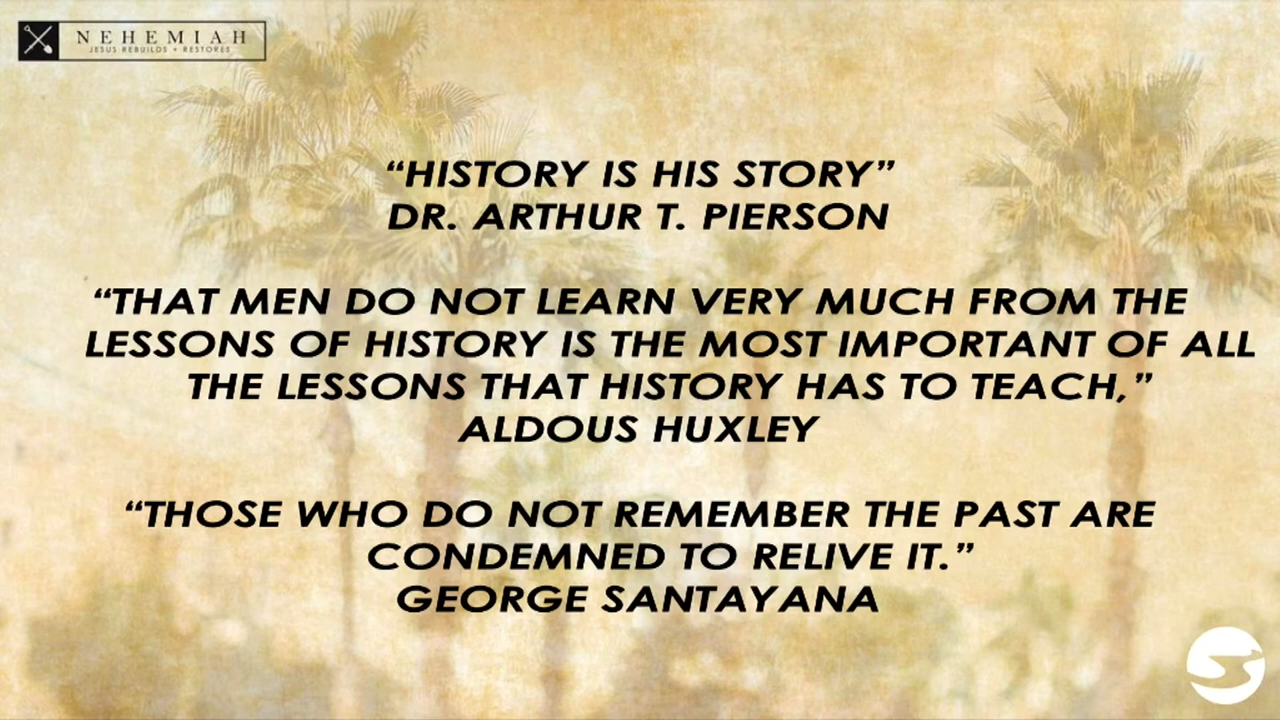 NEHEMIAH
JESUS REBUILDS + RESTORES
“HISTORY IS HIS STORY”
DR. ARTHUR T. PIERSON
“THAT MEN DO NOT LEARN VERY MUCH FROM THE
LESSONS OF HISTORY IS THE MOST IMPORTANT OF ALL
THE LESSONS THAT HISTORY HAS TO TEACH,”
ALDOUS HUXLEY
“THOSE WHO DO NOT REMEMBER THE PAST ARE
CONDEMNED TO RELIVE IT.”
GEORGE SANTAYANA